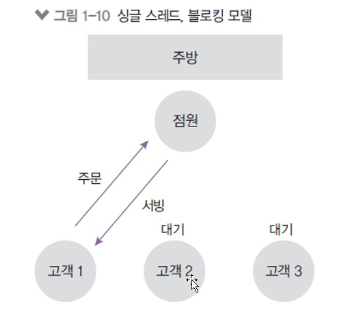 그림 1-10 싱글 스레드, 블로킹 모델
주방
점원
주문
서빙
대기
대기
고객 1
고객 2
고객 3